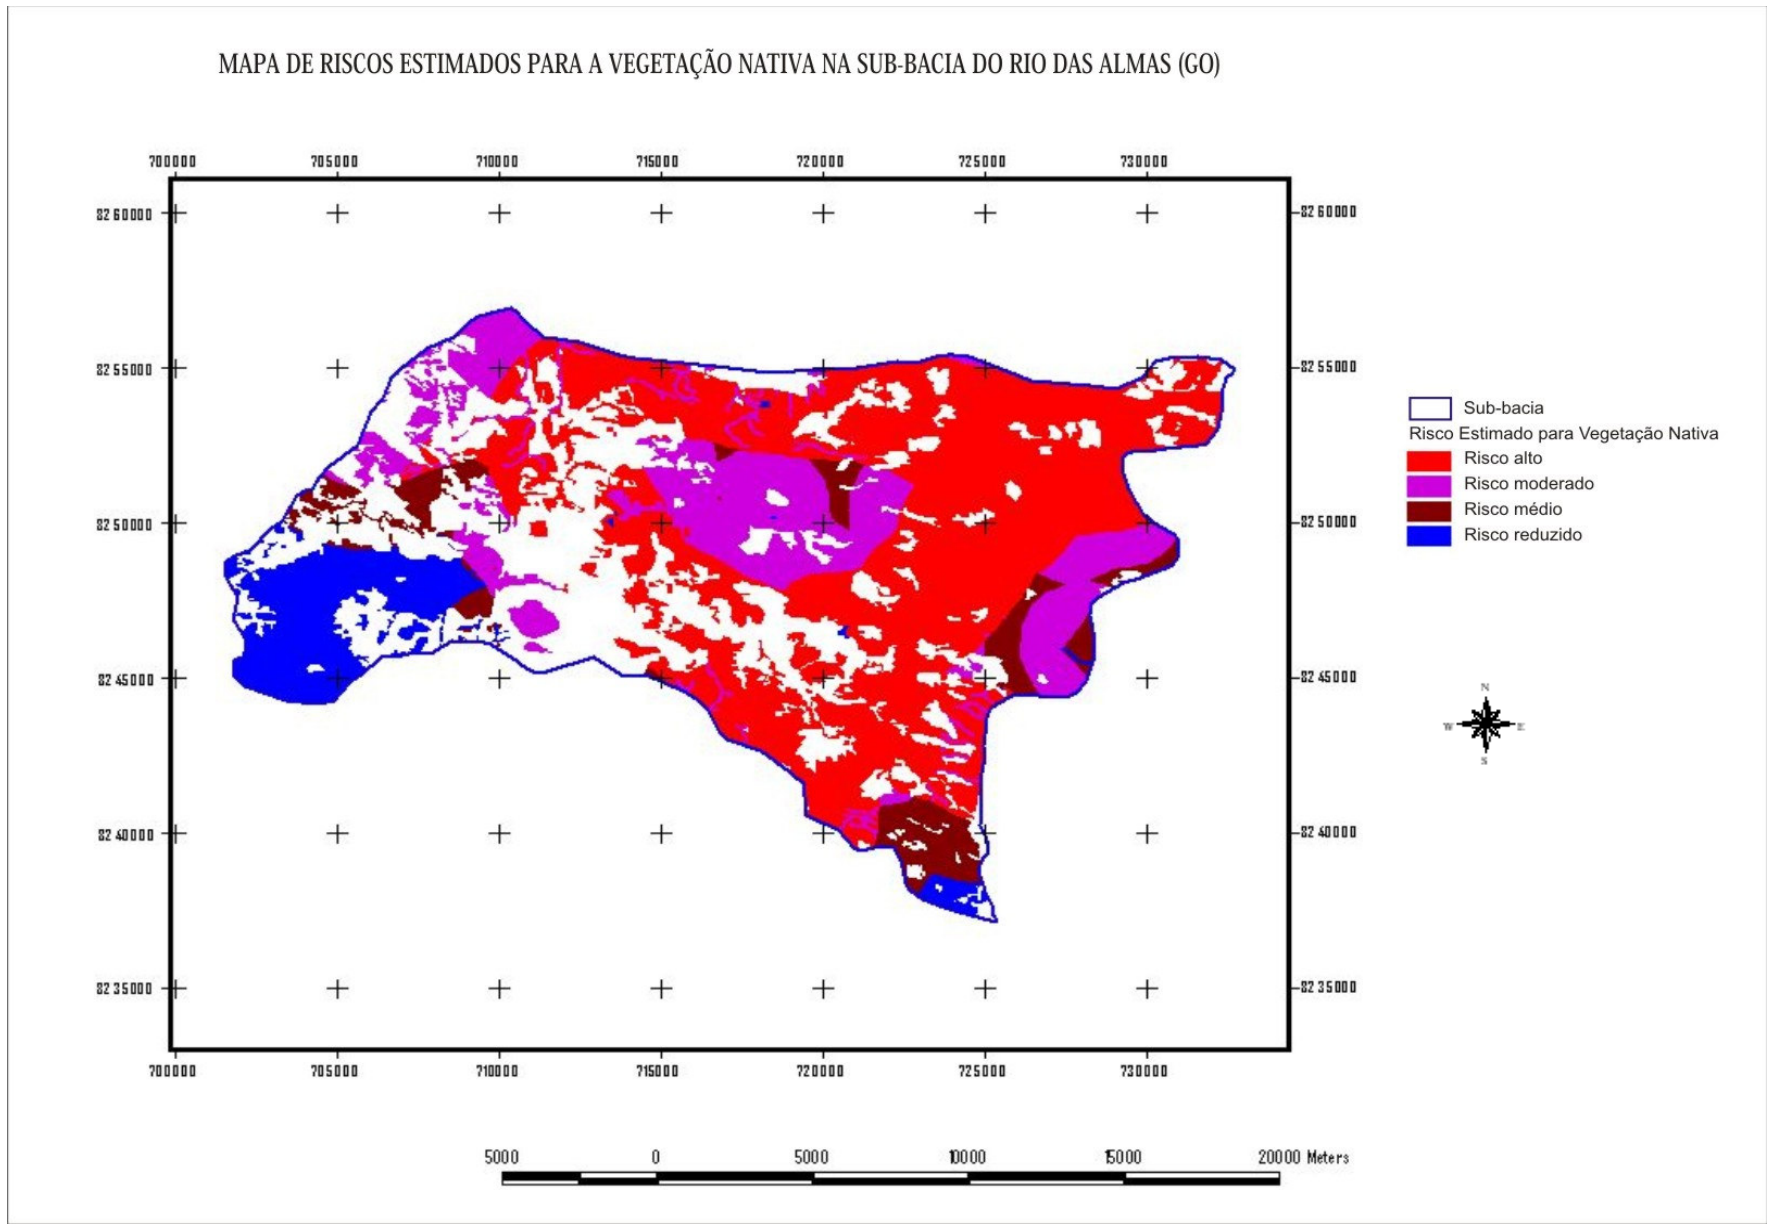 MAPA DE RISCOS ESTIMADOS PARA A VEGETAÇÃO NATIVA NA SUB-BACIA DO RIO DAS ALMAS (GO)
700000 705000 710000 715000 720000 725000 730000
8260000 8260000
8255000 8255000
8250000 8250000
8245000 8245000
8240000 8240000
8235000 8235000
700000 705000 710000 715000 720000 725000 730000
Sub-bacia
Risco Estimado para Vegetação Nativa
Risco alto
Risco moderado
Risco médio
Risco reduzido
N
W E
S
5000 0 5000 10000 15000 20000 Meters